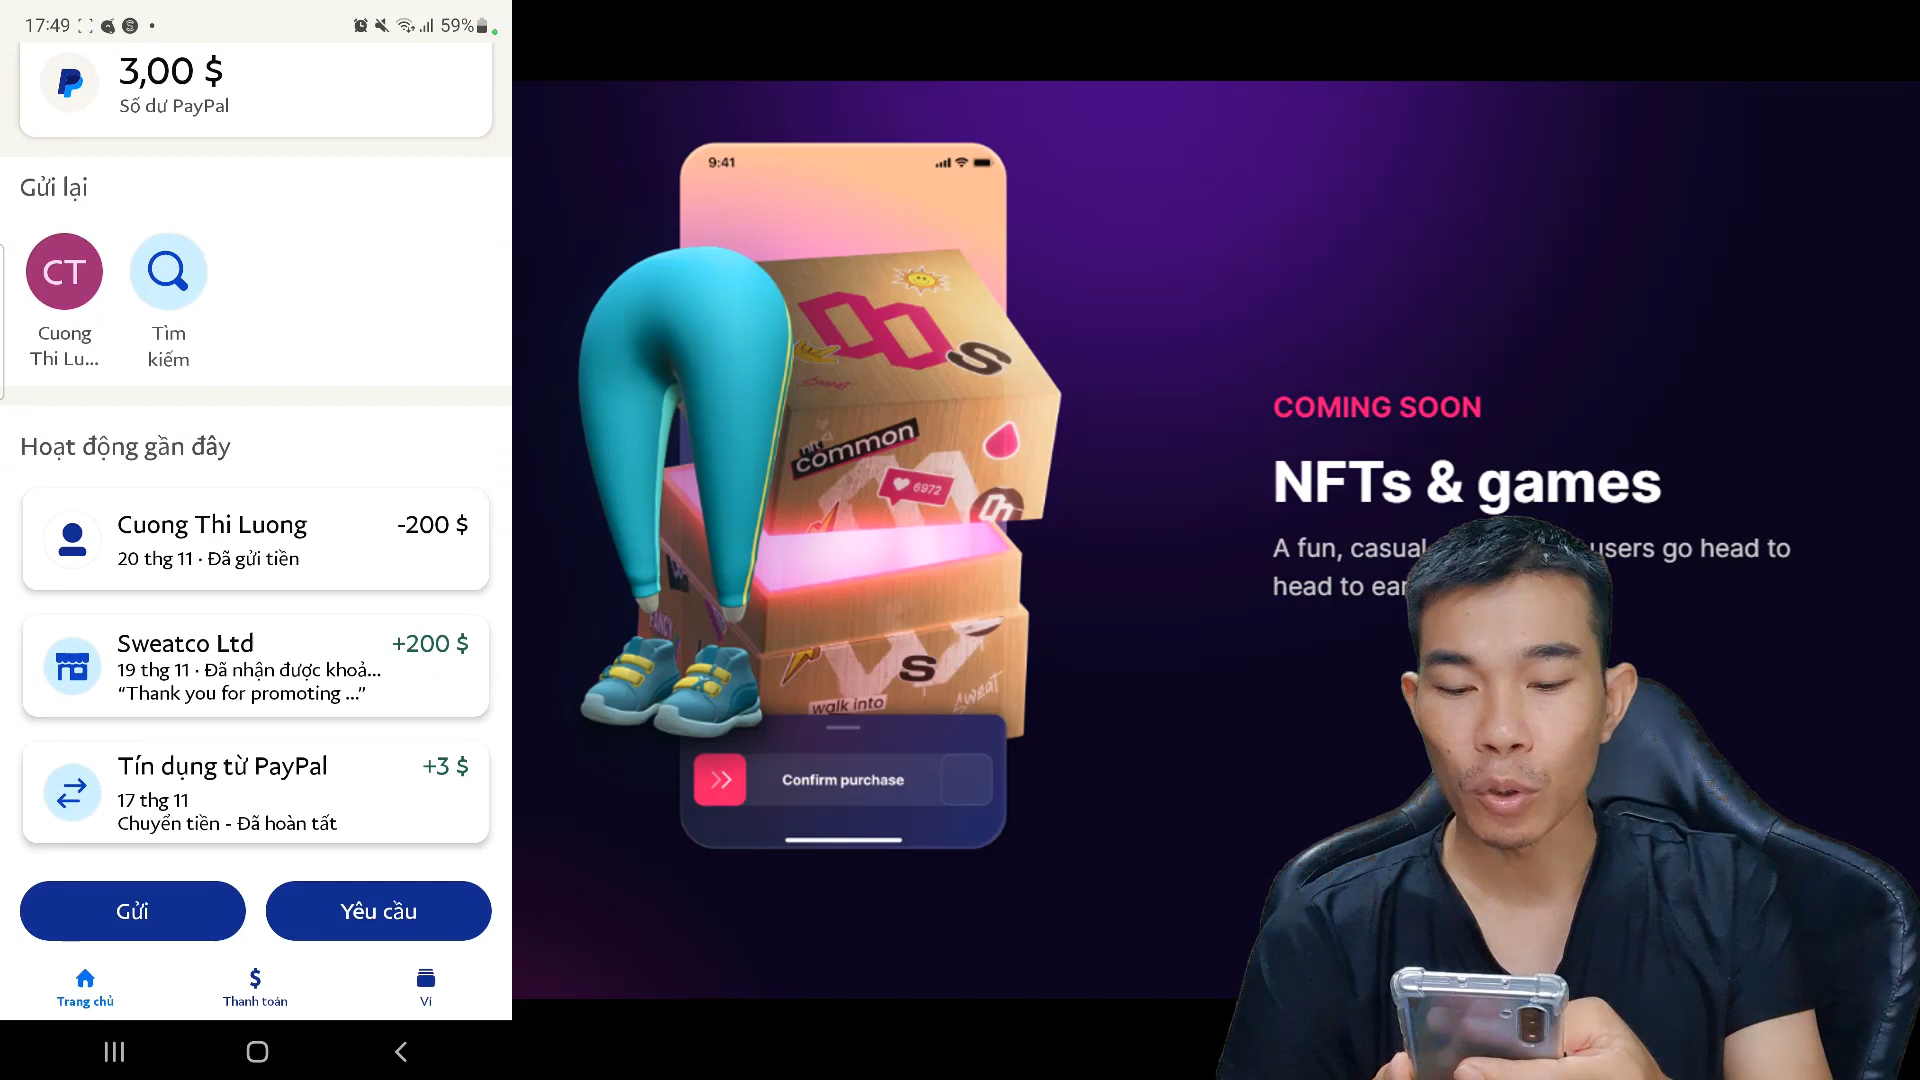 17:49
59%
3,00 $
Số dư PayPal
Gửi lại
CT
Cuong
Thi Lu...
Tìm
kiếm
Hoạt động gần đây
Cuong Thi Luong
-200 $
20 thg 11 · Đã gửi tiền
Sweatco Ltd
+200 $
19 thg 11 · Đã nhận được khoả...
“Thank you for promoting ...”
Tín dụng từ PayPal
+3 $
17 thg 11
Chuyển tiền - Đã hoàn tất
Gửi
Yêu cầu
Trang chủ
Thanh toán
Ví
9:41
S
sweat
nft
common
6972
S
walk into
Sweat
Confirm purchase
COMING SOON
NFTs & games
A fun, casual users go head to
head to